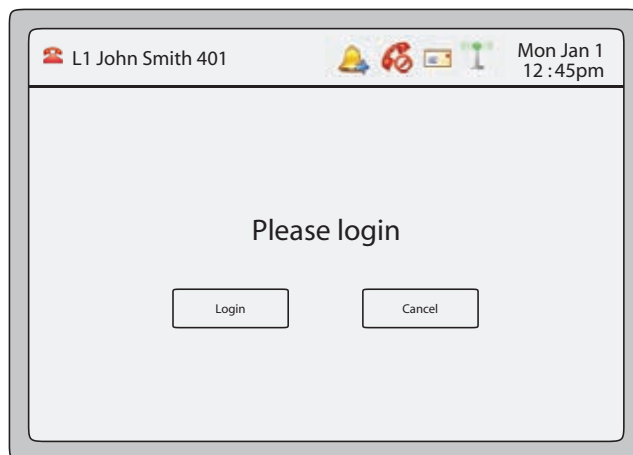 L1 John Smith 401
Mon Jan 1
12 :45pm
Please login
Login
Cancel